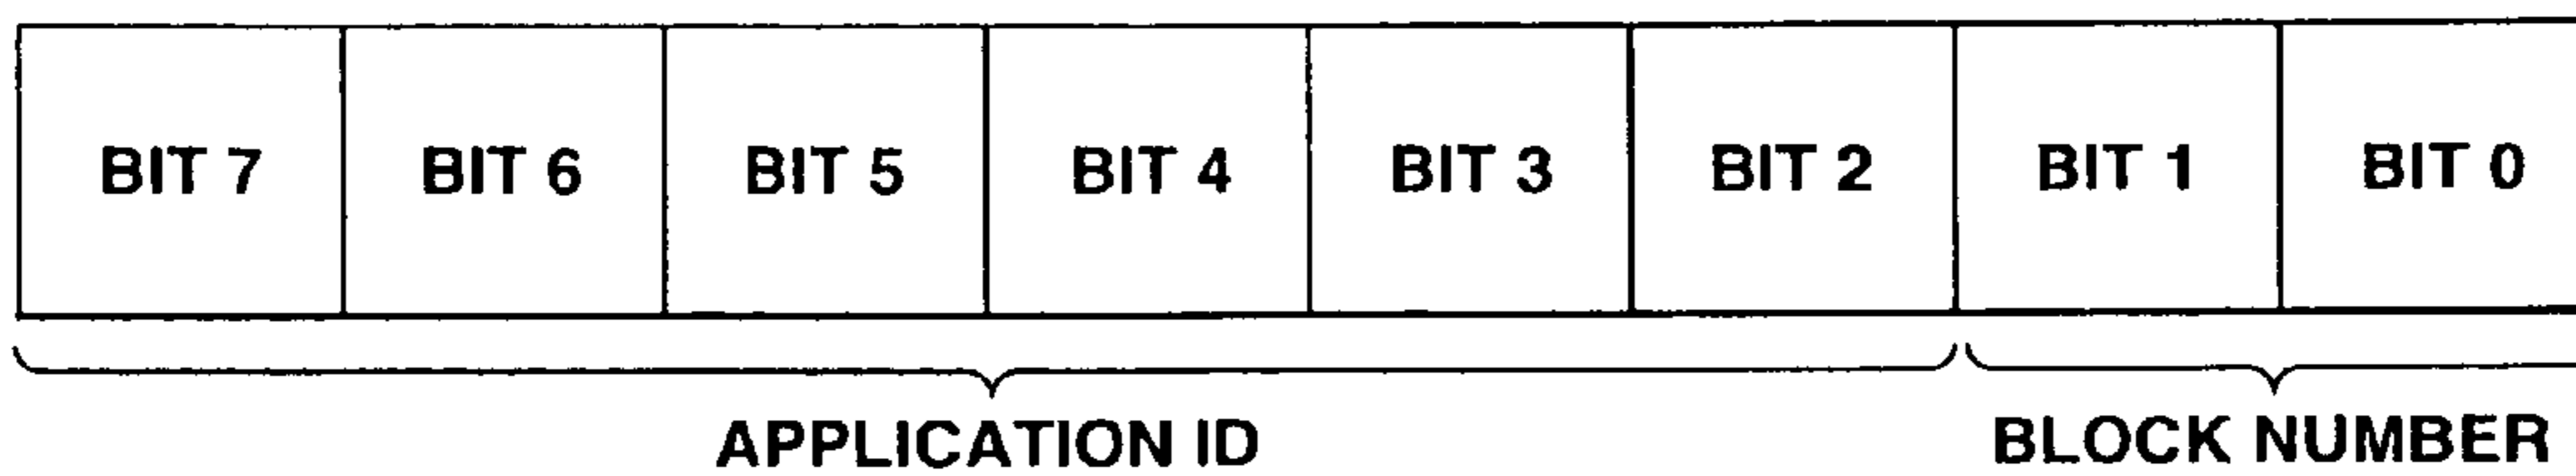 BIT 7 BIT 6 BIT 5 BIT 4 BIT 3 BIT 2 BIT 1 BIT 0
APPLICATION ID BLOCK NUMBER